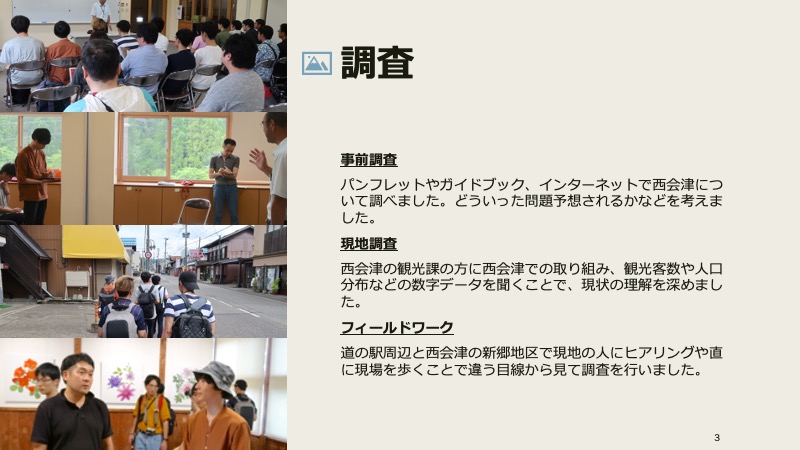 調査
事前調査
パンフレットやガイドブック、インターネットで西会津につ
いて調べました。どういった問題予想されるかなどを考えま
した。
現地調査
西会津の観光課の方に西会津での取り組み、観光客数や人口
分布などの数字データを聞くことで、現状の理解を深めまし
た。
フィールドワーク
道の駅周辺と西会津の新郷地区で現地の人にヒアリングや直
に現場を歩くことで違う目線から見て調査を行いました。
3